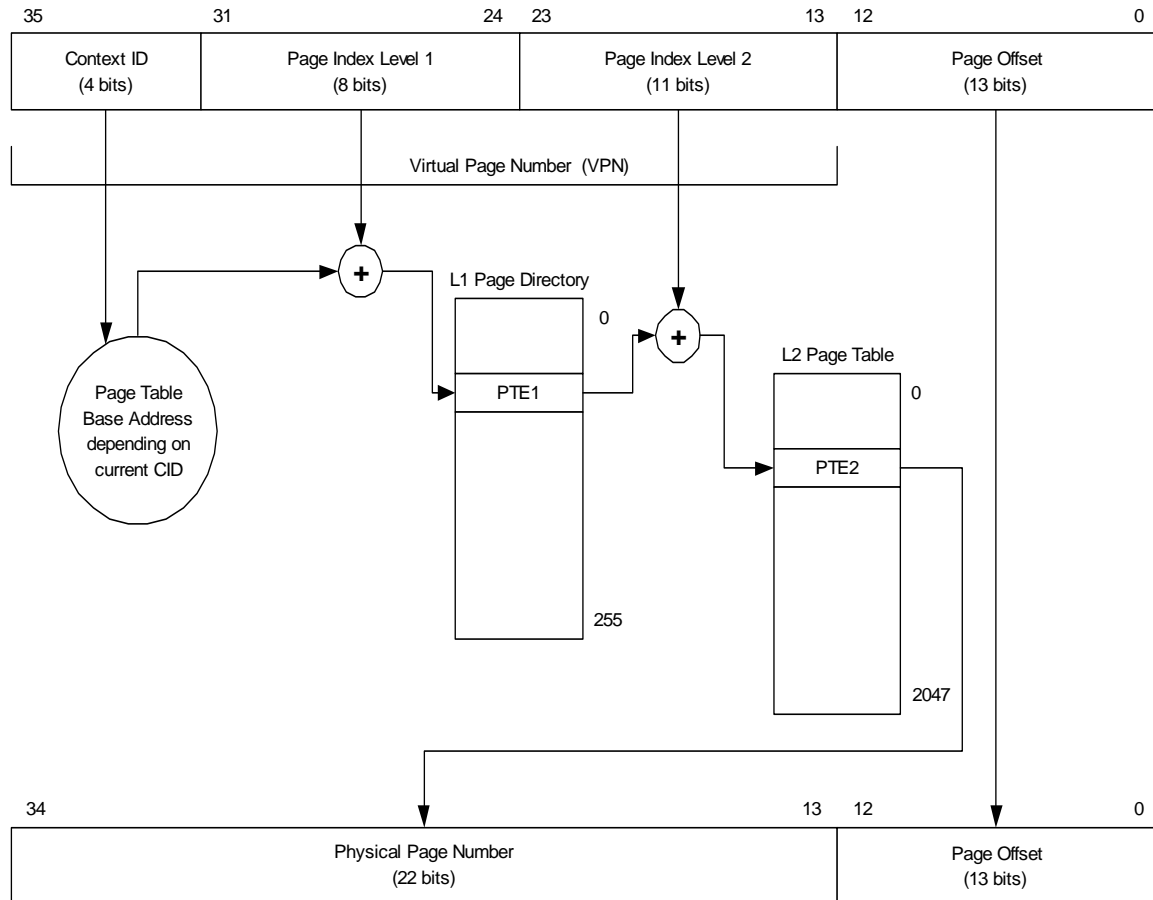 35 31 24 23 13 12 0
Context ID Page Index Level 1 Page Index Level 2 Page Offset
(4 bits) (8 bits) (11 bits) (13 bits)
Virtual Page Number (VPN)
+
L1 Page Directory
0
+
L2 Page Table
Page Table
Base Address
depending on
current CID
PTE1
0
PTE2
255
2047
34 13 12 0
Physical Page Number Page Offset
(22 bits) (13 bits)